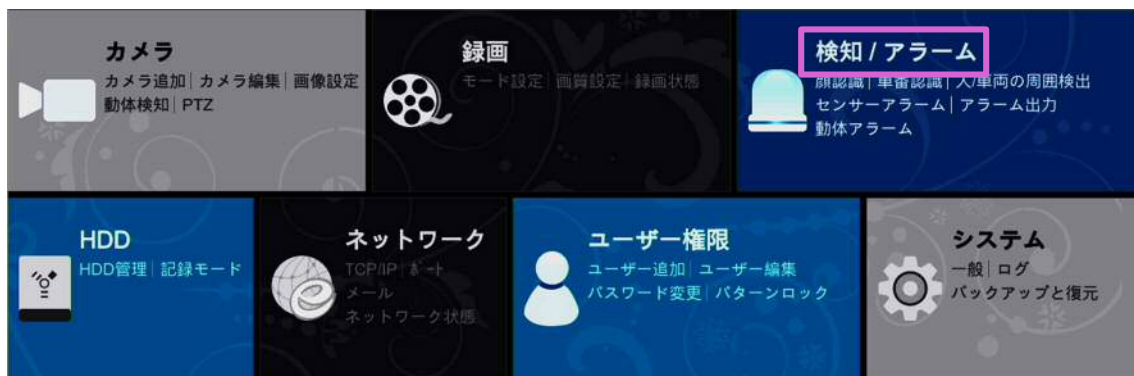 カメラ
カメラ追加｜カメラ編集｜画像設定
動体検知｜PTZ
録画
モード設定｜画質設定｜録画状態
検知 / アラーム
顔認識｜車番認識｜人/車両の周囲検出
センサーアラーム｜アラーム出力
動体アラーム
HDD
HDD管理｜記録モード
ネットワーク
TCP/IP｜ﾎﾟｰﾄ
メール
ネットワーク状態
ユーザー権限
ユーザー追加｜ユーザー編集
パスワード変更｜パターンロック
システム
一般｜ログ
バックアップと復元